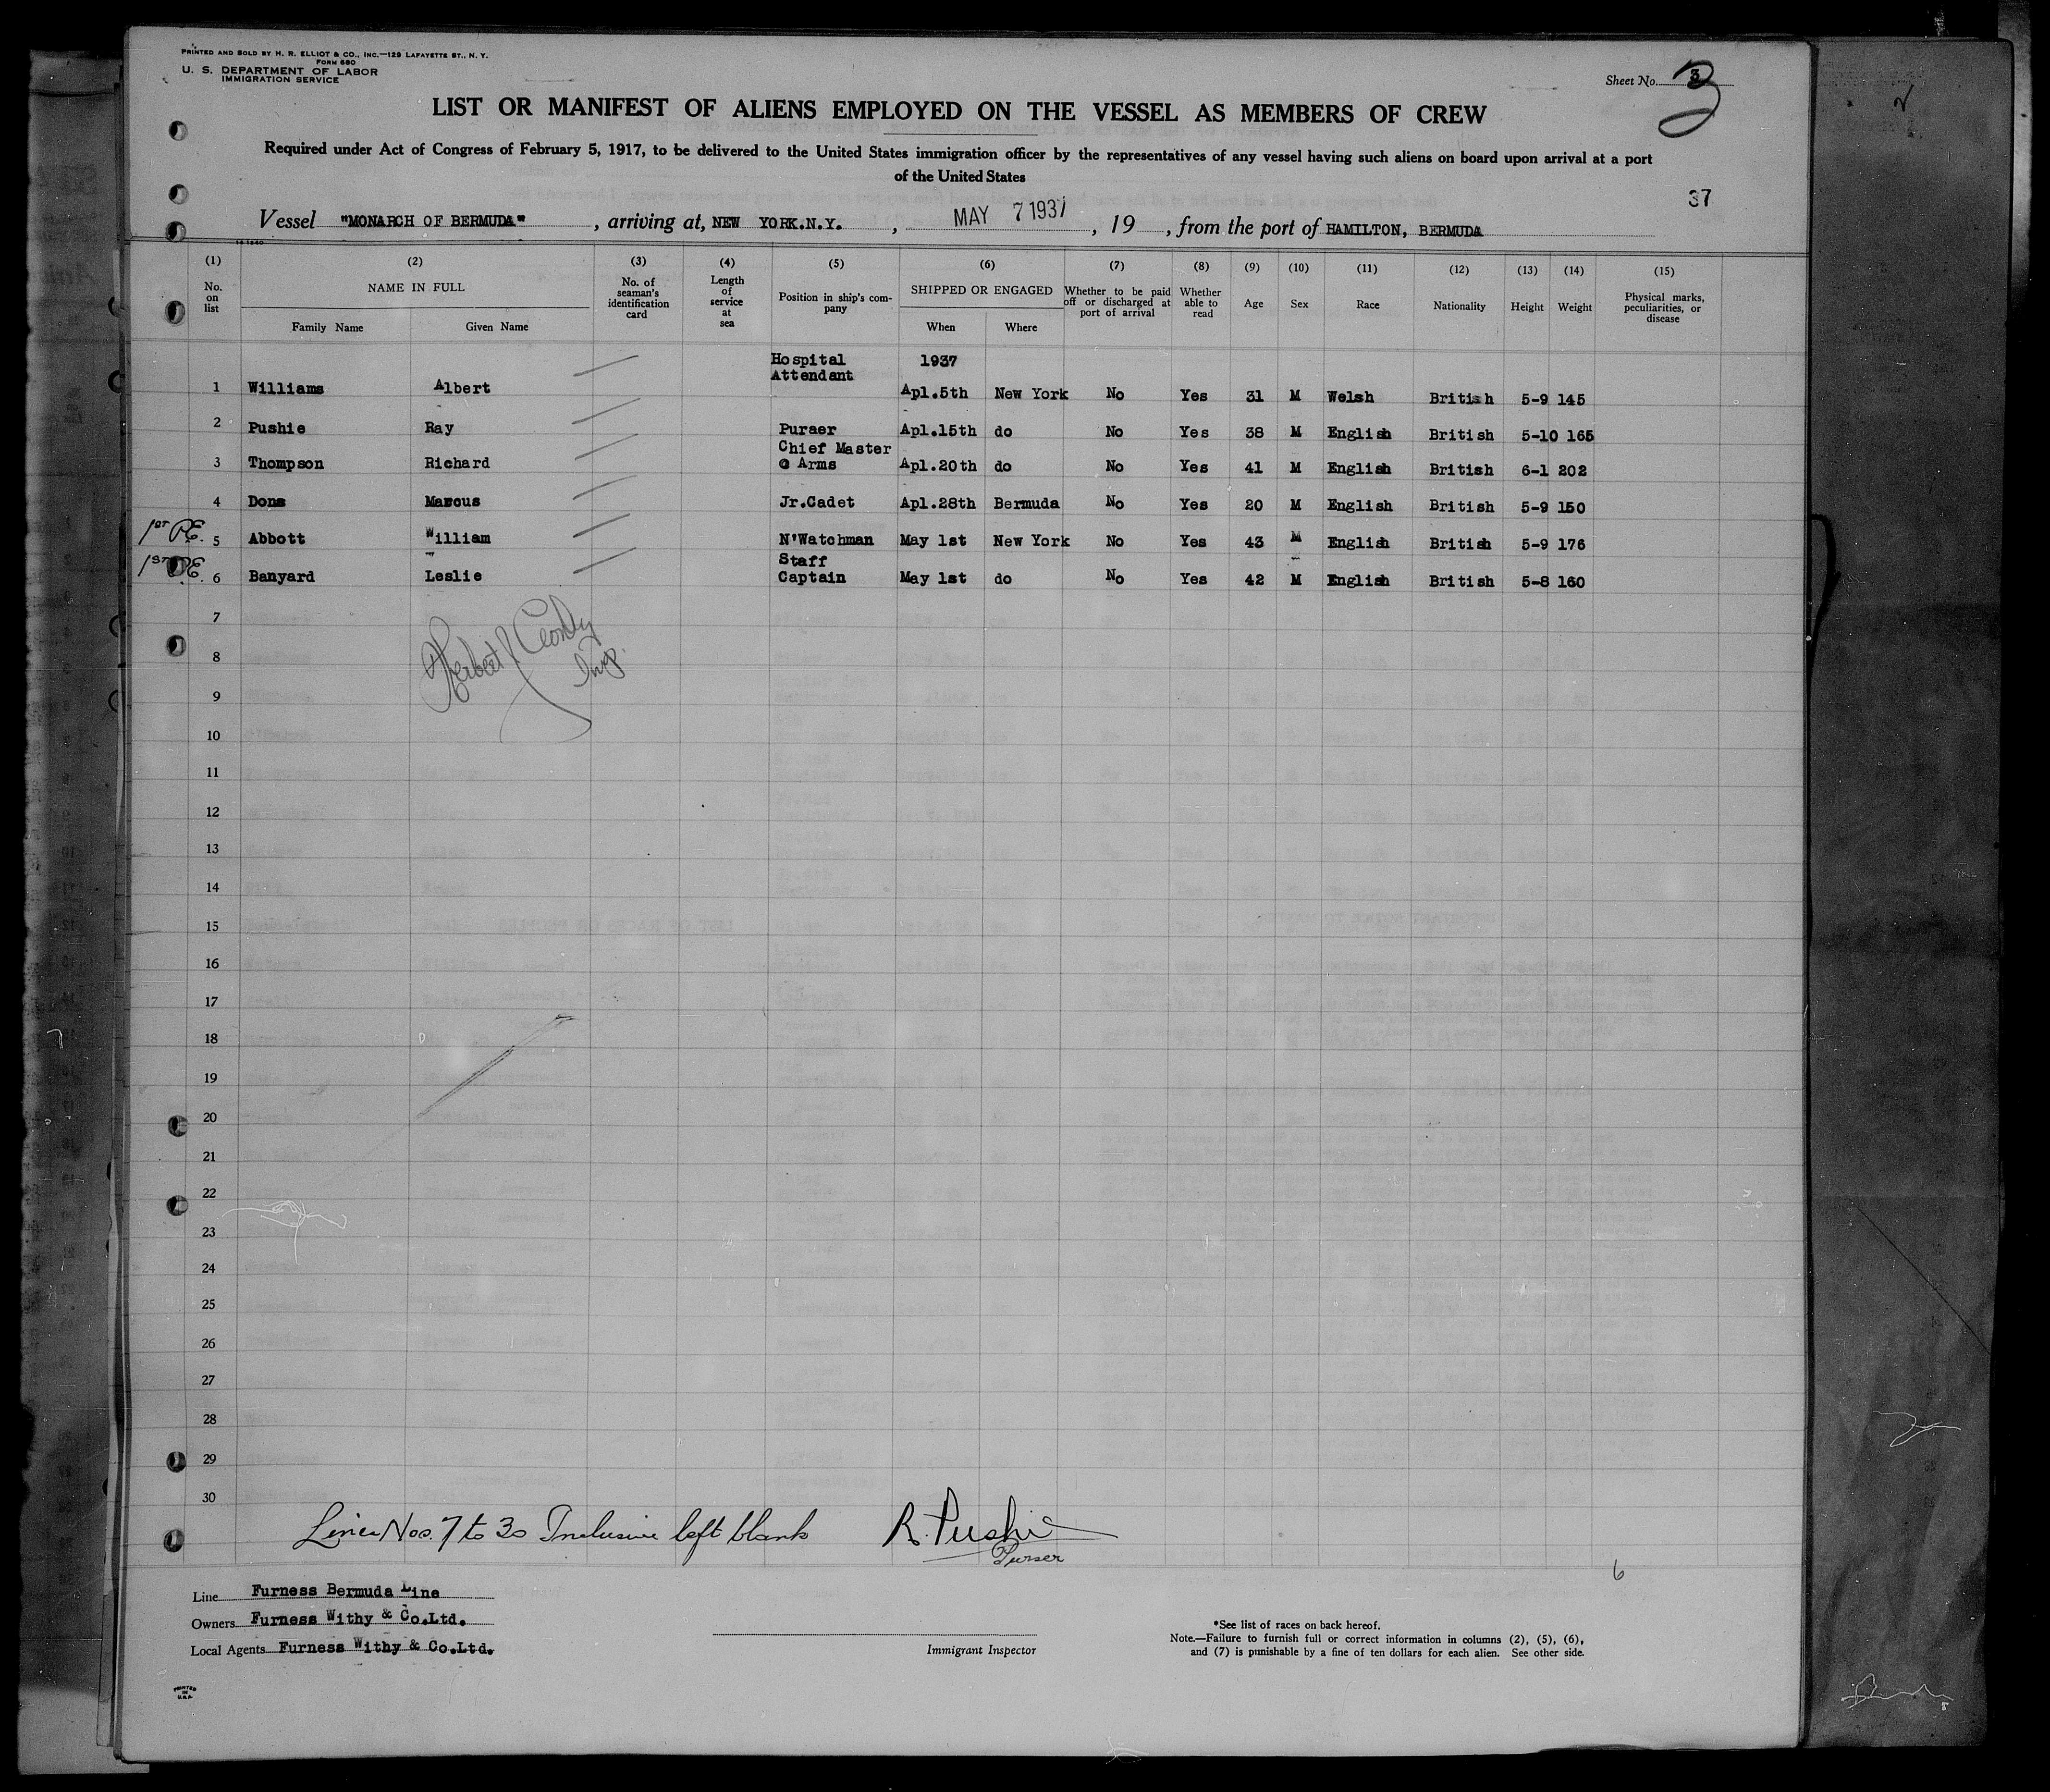 PRINTED AND SOLD BY H. R. ELLIOT & CO., INC.—129 LAFAYETTE ST., N. Y.
FORM 680
U. S. DEPARTMENT OF LABOR
IMMIGRATION SERVICE
Sheet No. 3
LIST OR MANIFEST OF ALIENS EMPLOYED ON THE VESSEL AS MEMBERS OF CREW
Required under Act of Congress of February 5, 1917, to be delivered to the United States immigration officer by the representatives of any vessel having such aliens on board upon arrival at a port
of the United States
37
Vessel "MONARCH OF BERMUDA", arriving at, NEW YORK.N.Y., MAY 7 1937, 19 , from the port of HAMILTON, BERMUDA
(1) (2) (3) (4) (5) (6) (7) (8) (9) (10) (11) (12) (13) (14) (15)
No. on list NAME IN FULL Family Name Given Name No. of seaman's identification card Length of service at sea Position in ship's company SHIPPED OR ENGAGED When Where Whether to be paid off or discharged at port of arrival Whether able to read Age Sex Race Nationality Height Weight Physical marks, peculiarities, or disease
Hospital 1937
Attendant
1 Williams Albert Apl.5th New York No Yes 31 M Welsh British 5-9 145
2 Pushie Ray Puraer Apl.15th do No Yes 38 M English British 5-10 165
Chief Master
3 Thompson Richard @ Arms Apl.20th do No Yes 41 M English British 6-1 202
4 Dons Marcus Jr.Cadet Apl.28th Bermuda No Yes 20 M English British 5-9 150
1st P.E. 5 Abbott William N'Watchman May 1st New York No Yes 43 M English British 5-9 176
Staff
1st P.E. 6 Banyard Leslie Captain May 1st do No Yes 42 M English British 5-8 160
7
Herbert Insp.
8
9
10
11
12
13
14
15
16
17
18
19
20
21
22
23
24
25
26
27
28
29
30
Lines Nos. 7 to 30 Inclusive left blank R. Pushie
Purser
6
Line Furness Bermuda Line
Owners Furness Withy & Co.Ltd.
Local Agents Furness Withy & Co.Ltd.
Immigrant Inspector
*See list of races on back hereof.
Note.—Failure to furnish full or correct information in columns (2), (5), (6),
and (7) is punishable by a fine of ten dollars for each alien. See other side.
PRINTED
IN
U.S.A.